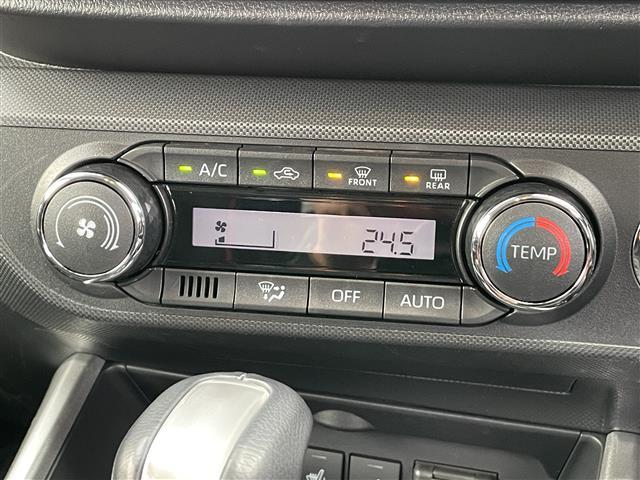 A/C FRONT REAR
24.5 TEMP
OFF AUTO